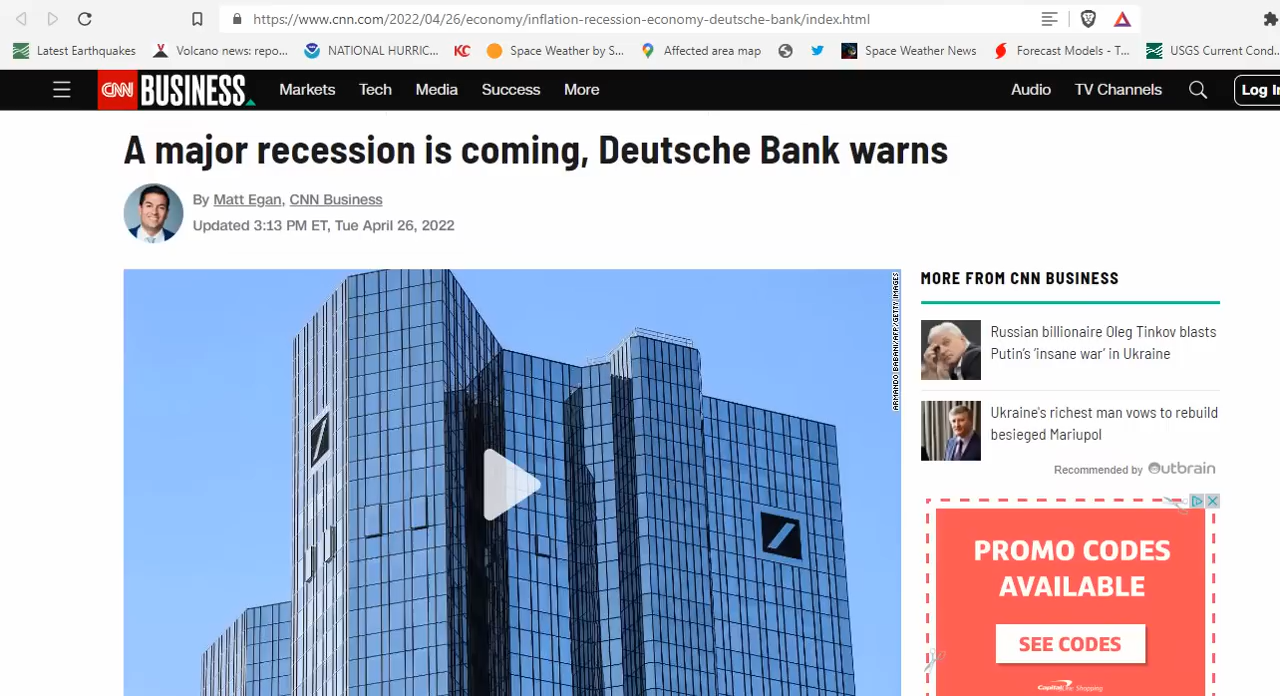 https://www.cnn.com/2022/04/26/economy/inflation-recession-economy-deutsche-bank/index.html
Latest Earthquakes Volcano news: repo... NATIONAL HURRIC... KC Space Weather by S... Affected area map Space Weather News Forecast Models - T... USGS Current Cond...
CNN BUSINESS Markets Tech Media Success More Audio TV Channels Log In
A major recession is coming, Deutsche Bank warns
By Matt Egan, CNN Business
Updated 3:13 PM ET, Tue April 26, 2022
ARMANDO BABANI/AFP/GETTY IMAGES
MORE FROM CNN BUSINESS
Russian billionaire Oleg Tinkov blasts
Putin's 'insane war' in Ukraine
Ukraine's richest man vows to rebuild
besieged Mariupol
Recommended by Outbrain
PROMO CODES
AVAILABLE
SEE CODES
Capital One Shopping